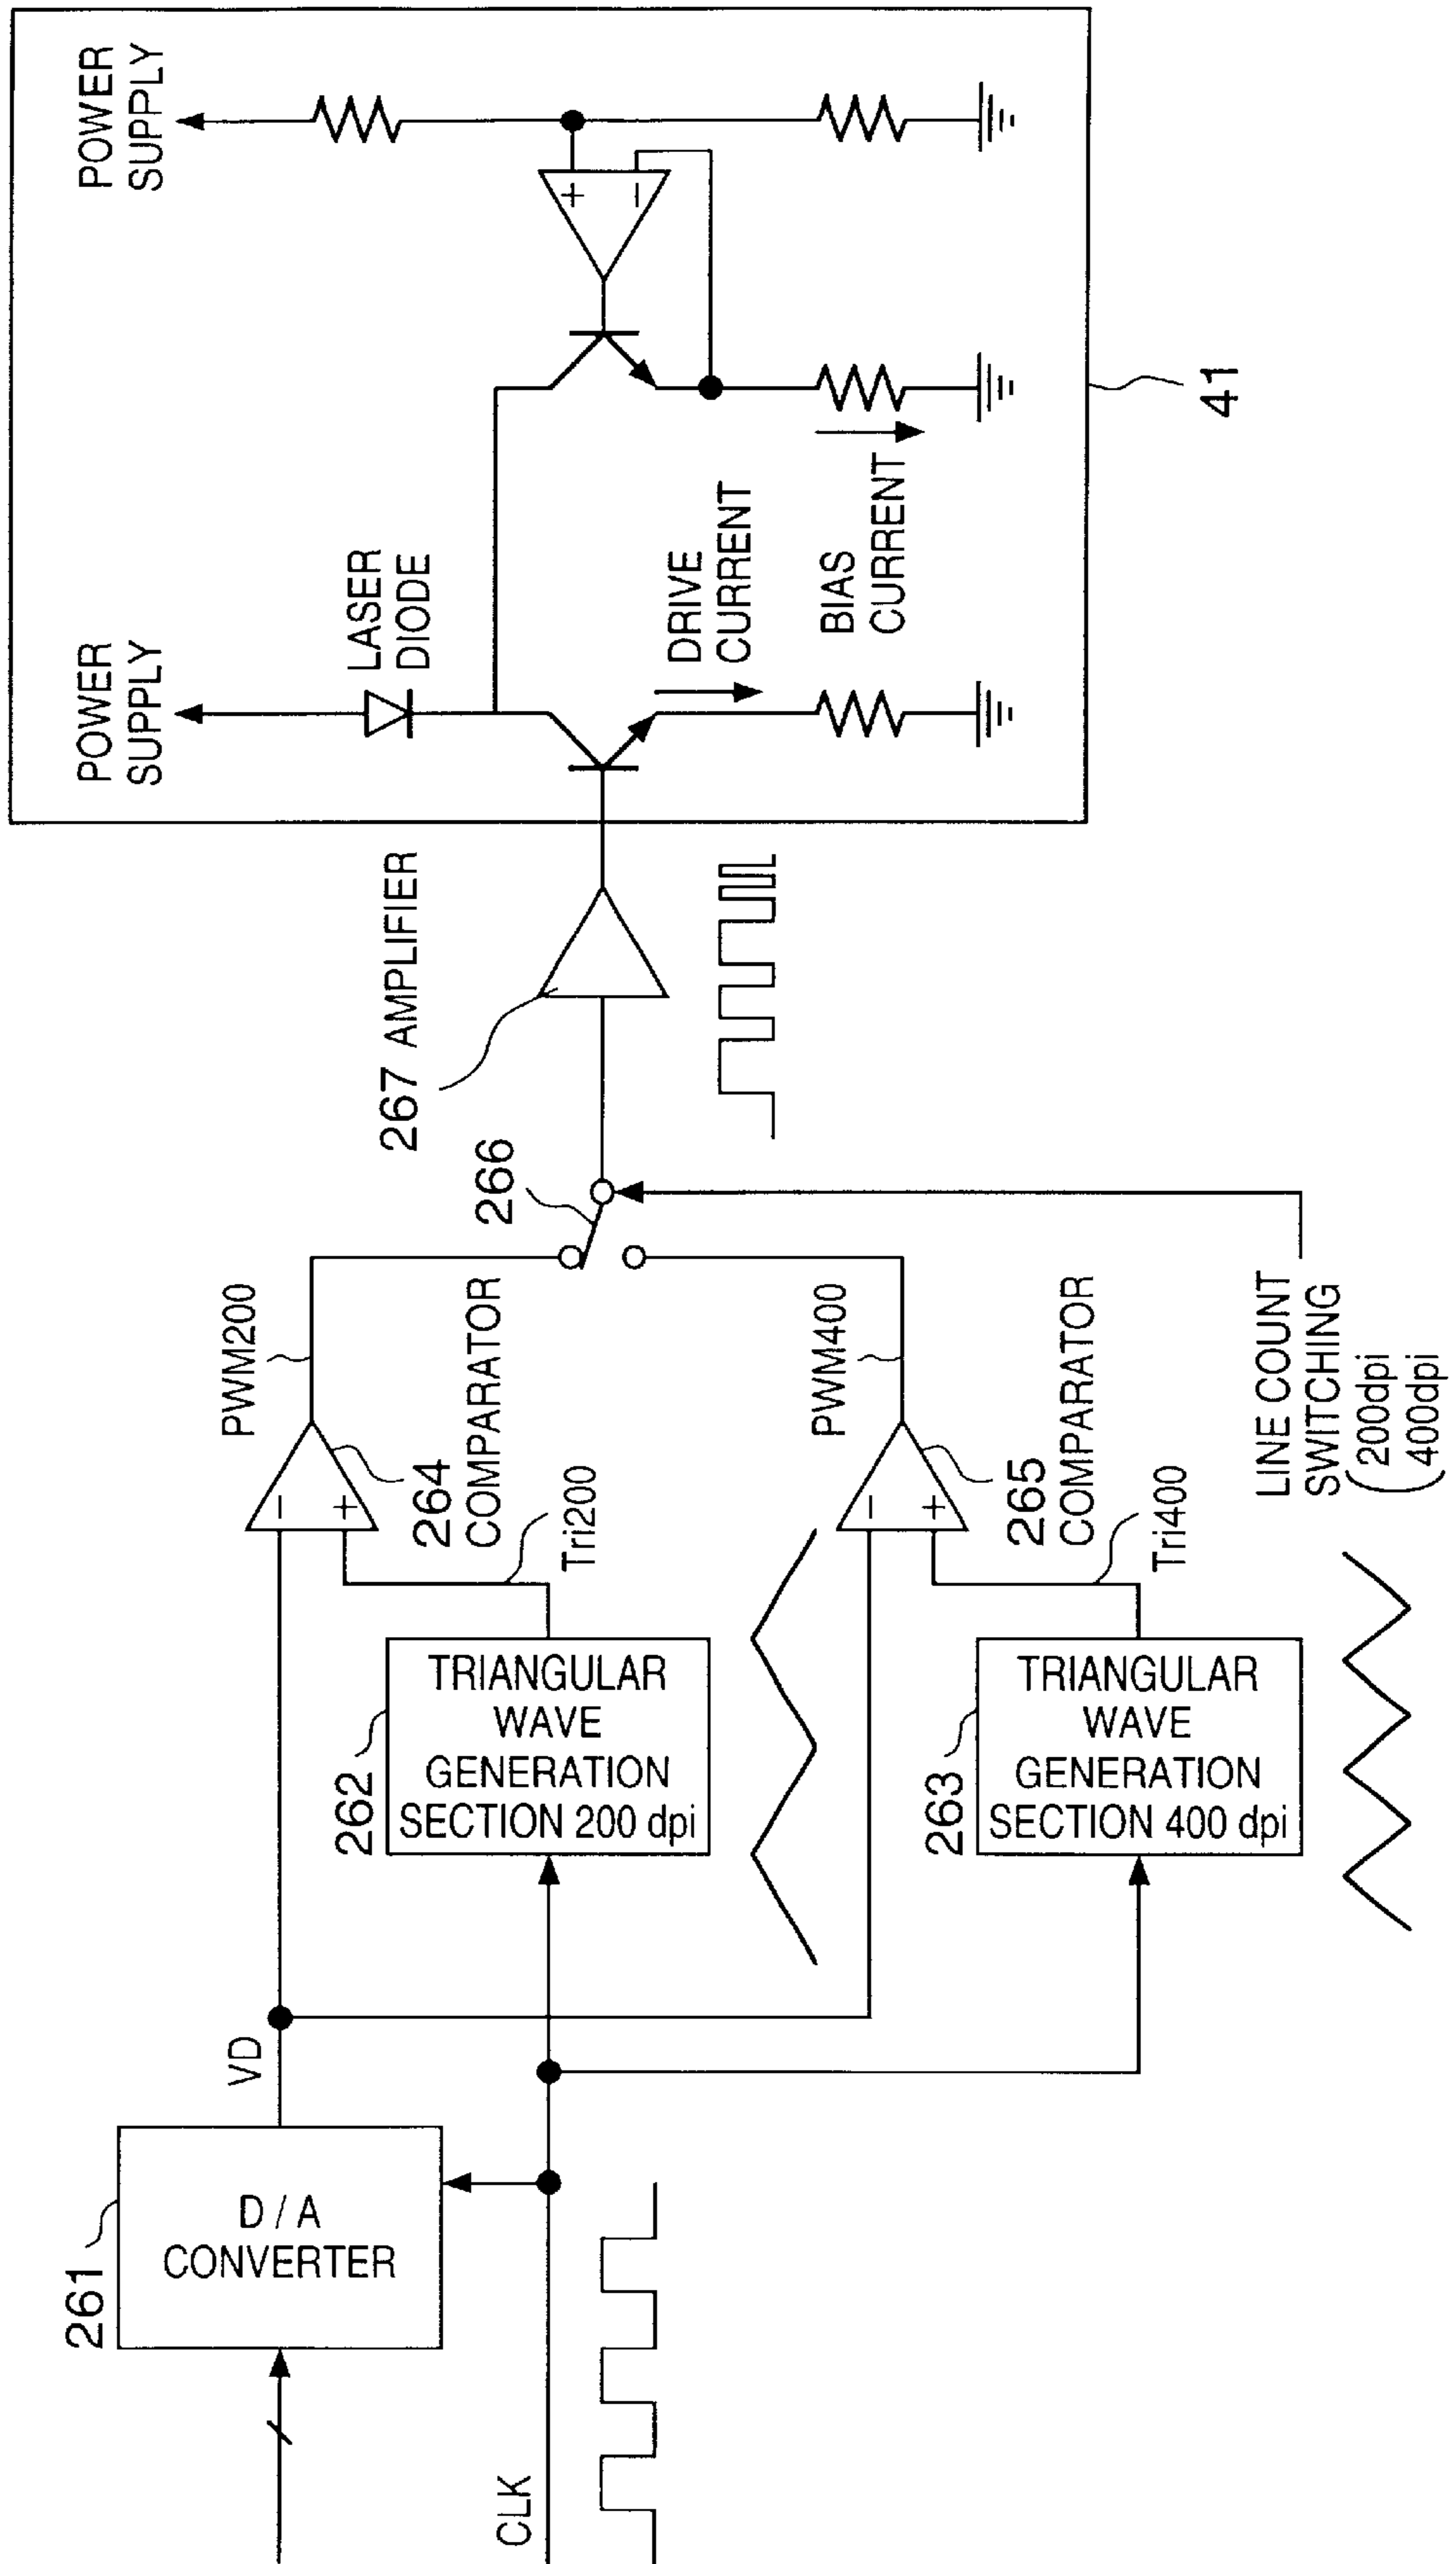 261
D / A
CONVERTER
VD
CLK
262
TRIANGULAR
WAVE
GENERATION
SECTION 200 dpi
263
TRIANGULAR
WAVE
GENERATION
SECTION 400 dpi
PWM200
-
+
264
COMPARATOR
Tri200
PWM400
-
+
265
COMPARATOR
Tri400
LINE COUNT
SWITCHING
(200dpi
400dpi)
266
267 AMPLIFIER
POWER
SUPPLY
LASER
DIODE
DRIVE
CURRENT
BIAS
CURRENT
POWER
SUPPLY
+
-
41